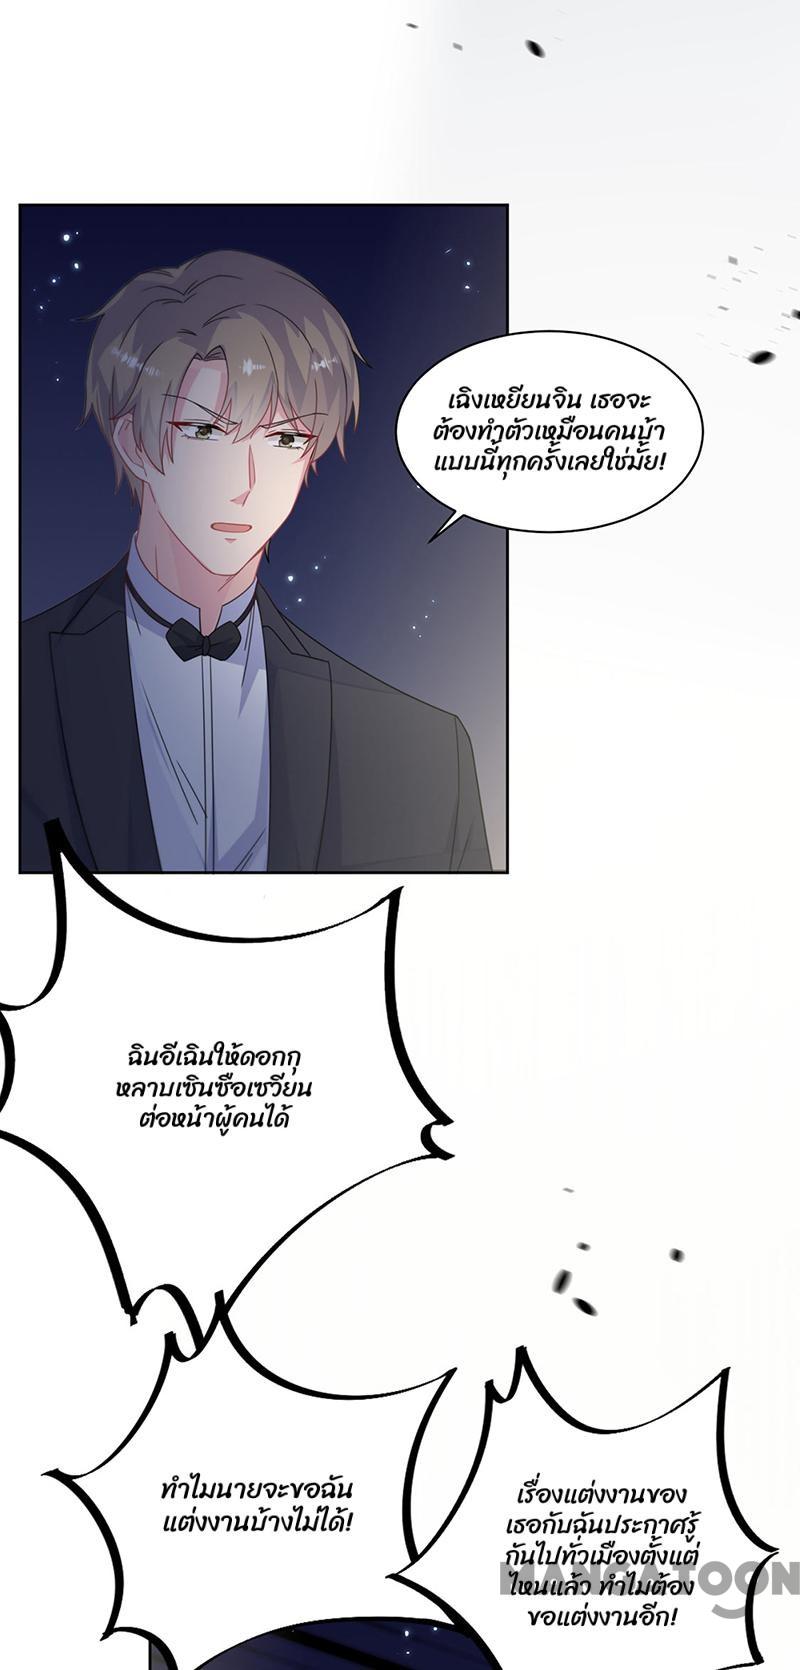 เฉิงเหยียนจิน เธอจะ
ต้องทำตัวเหมือนคนบ้า
แบบนี้ทุกครั้งเลยใช่มั้ย!
ฉินอีเฉินให้ดอกกุ
หลาบเซินซือเซวียน
ต่อหน้าผู้คนได้
ทำไมนายจะขอฉัน
แต่งงานบ้างไม่ได้!
เรื่องแต่งงานของ
เธอกับฉันประกาศรู้
กันไปทั่วเมืองตั้งแต่
ไหนแล้ว ทำไมต้อง
ขอแต่งงานอีก!
MANGATOON